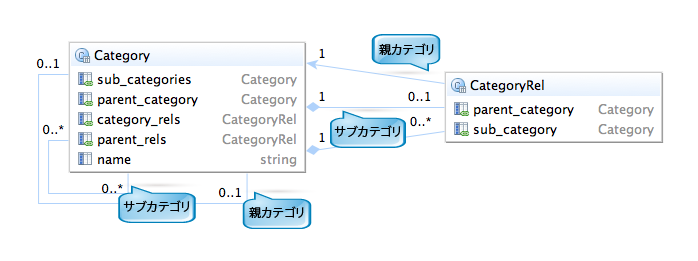 親カテゴリ
0..1
Category
1
CategoryRel
sub_categories Category
parent_category Category
1
0..1
parent_category Category
category_rels CategoryRel
0..*
サブカテゴリ
0..*
sub_category Category
parent_rels CategoryRel
1
name string
0..*
0..1
サブカテゴリ
親カテゴリ